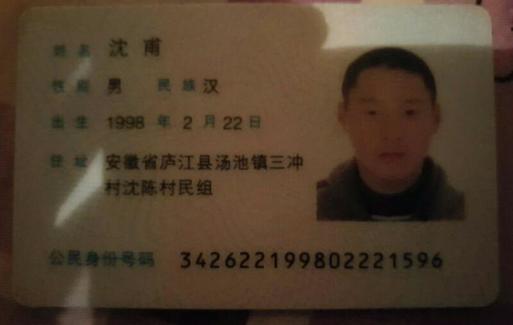 姓名 沈甫
性别 男 民族 汉
出生 1998 年 2 月 22 日
住址 安徽省庐江县汤池镇三冲
村沈陈村民组
公民身份号码 342622199802221596